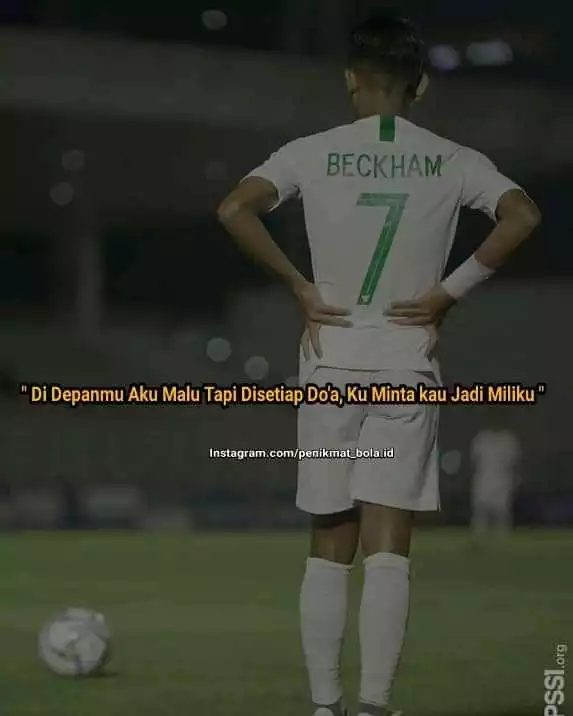 BECKHAM
7
" Di Depanmu Aku Malu Tapi Disetiap Do'a, Ku Minta kau Jadi Miliku "
Instagram.com/penikmat_bola.id
PSSI.org